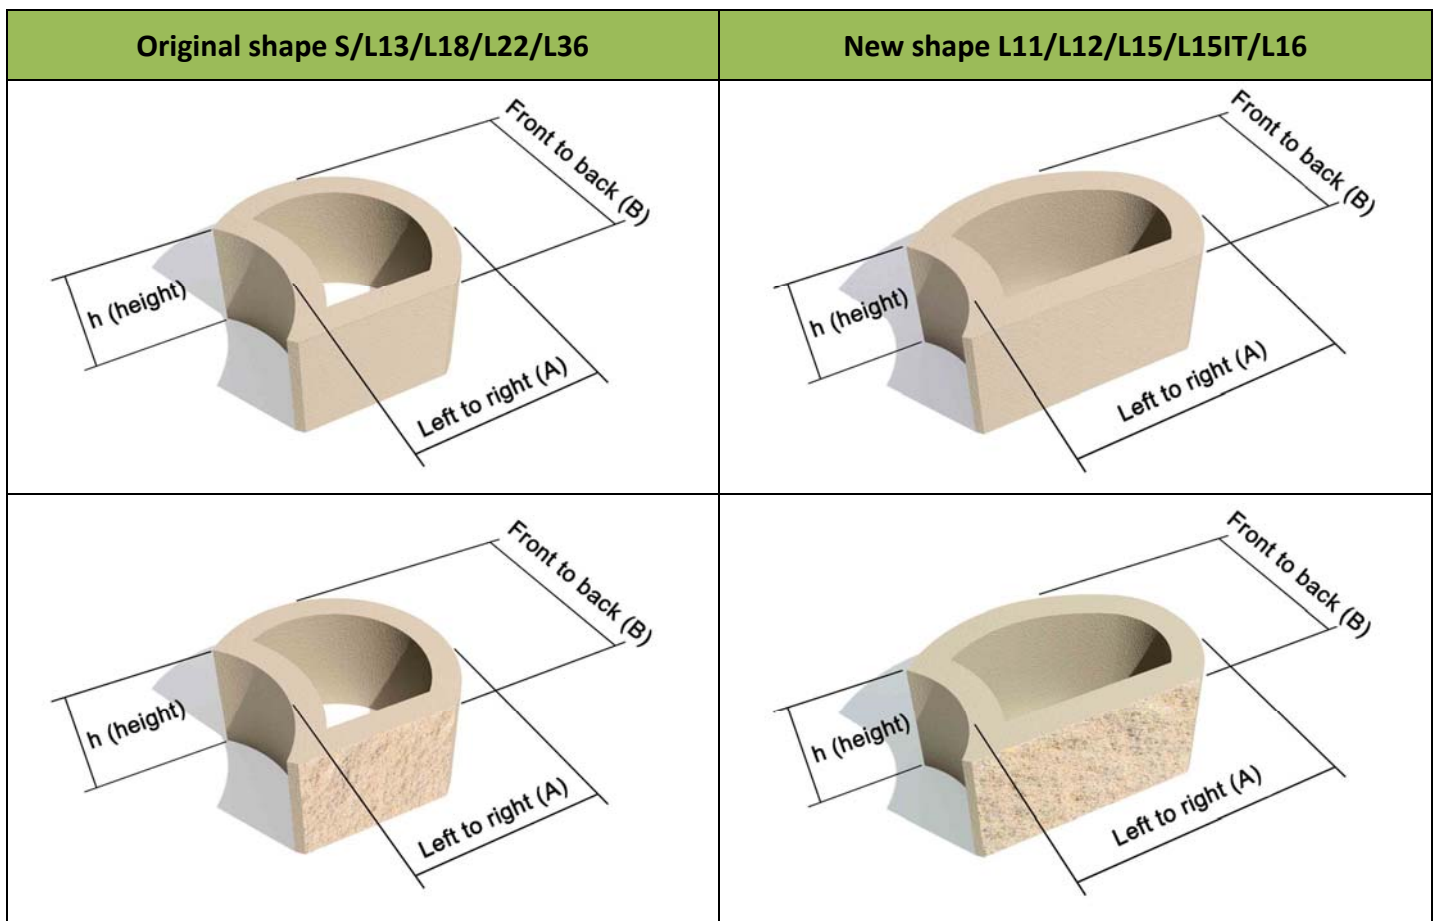 Original shape S/L13/L18/L22/L36
New shape L11/L12/L15/L15IT/L16
Front to back (B)
h (height)
Left to right (A)
Front to back (B)
h (height)
Left to right (A)
Front to back (B)
h (height)
Left to right (A)
Front to back (B)
h (height)
Left to right (A)